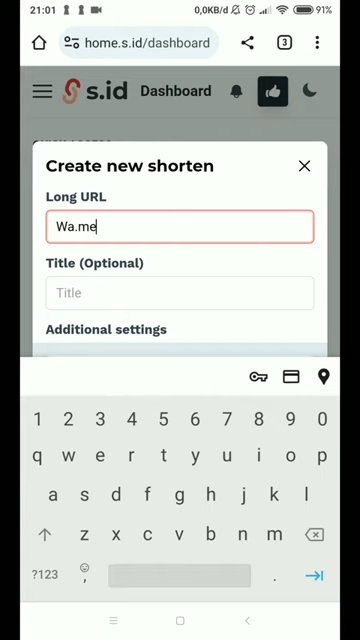 21:01 0,0KB/d 91%
home.s.id/dashboard 3
s.id Dashboard
Create new shorten
Long URL
Wa.me
Title (Optional)
Title
Additional settings
1 2 3 4 5 6 7 8 9 0
q w e r t y u i o p
a s d f g h j k l
z x c v b n m
?123 , .